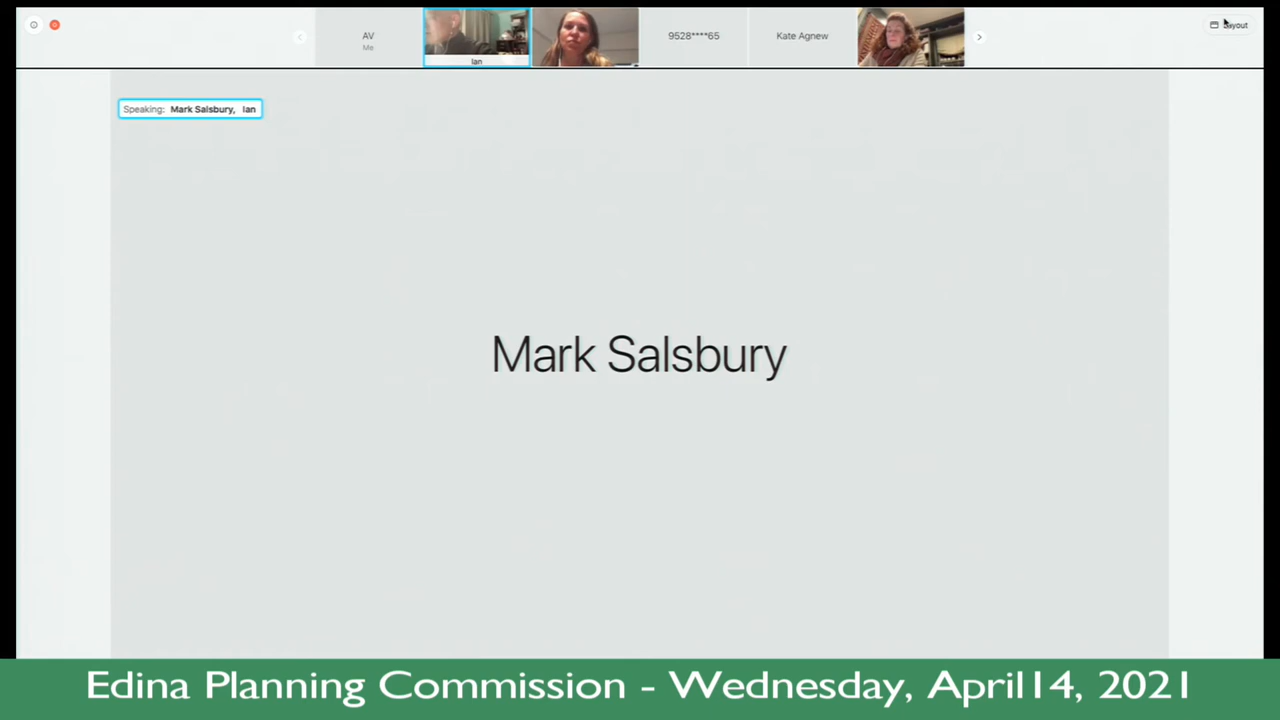 AV
Me
Ian
9528****65
Kate Agnew
Layout
Speaking: Mark Salsbury, Ian
Mark Salsbury
Edina Planning Commission - Wednesday, April14, 2021